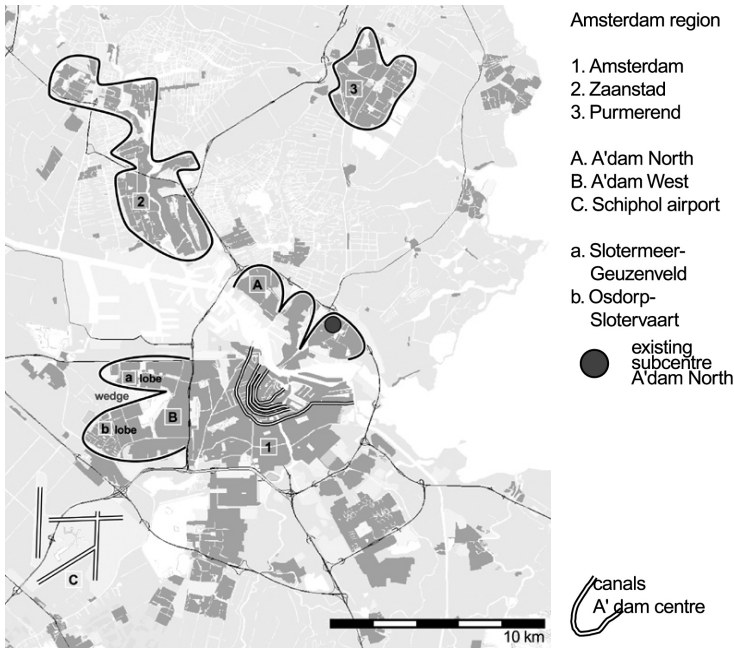 Amsterdam region
1. Amsterdam
2. Zaanstad
3. Purmerend
A. A'dam North
B. A'dam West
C. Schiphol airport
a. Slotermeer-
Geuzenveld
b. Osdorp-
Slotervaart
existing
subcentre
A'dam North
canals
A' dam centre
3
2
A
a lobe
wedge
B
b lobe
1
C
10 km